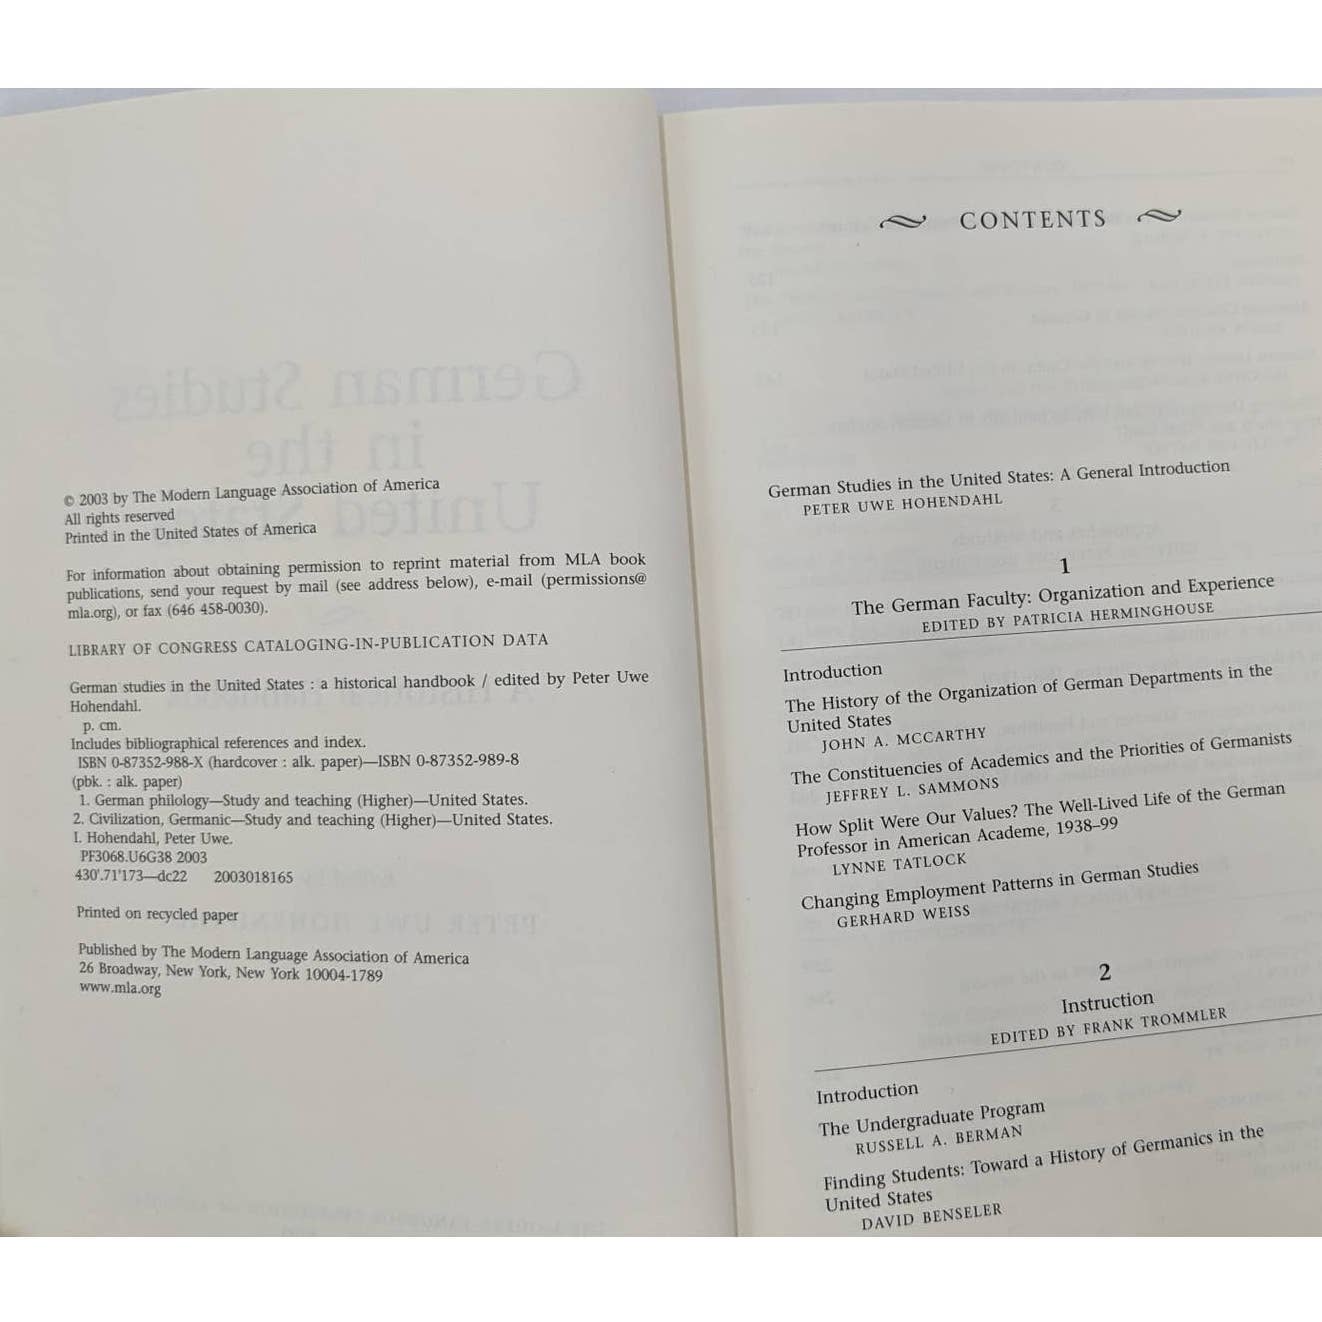 © 2003 by The Modern Language Association of America
All rights reserved
Printed in the United States of America
For information about obtaining permission to reprint material from MLA book
publications, send your request by mail (see address below), e-mail (permissions@
mla.org), or fax (646 458-0030).
LIBRARY OF CONGRESS CATALOGING-IN-PUBLICATION DATA
German studies in the United States : a historical handbook / edited by Peter Uwe
Hohendahl.
p. cm.
Includes bibliographical references and index.
ISBN 0-87352-988-X (hardcover : alk. paper)—ISBN 0-87352-989-8
(pbk. : alk. paper)
1. German philology—Study and teaching (Higher)—United States.
2. Civilization, Germanic—Study and teaching (Higher)—United States.
I. Hohendahl, Peter Uwe.
PF3068.U6G38 2003
430'.71'173—dc22 2003018165
Printed on recycled paper
Published by The Modern Language Association of America
26 Broadway, New York, New York 10004-1789
www.mla.org
CONTENTS
German Studies in the United States: A General Introduction
PETER UWE HOHENDAHL
1
The German Faculty: Organization and Experience
EDITED BY PATRICIA HERMINGHOUSE
Introduction
The History of the Organization of German Departments in the
United States
JOHN A. MCCARTHY
The Constituencies of Academics and the Priorities of Germanists
JEFFREY L. SAMMONS
How Split Were Our Values? The Well-Lived Life of the German
Professor in American Academe, 1938–99
LYNNE TATLOCK
Changing Employment Patterns in German Studies
GERHARD WEISS
2
Instruction
EDITED BY FRANK TROMMLER
Introduction
The Undergraduate Program
RUSSELL A. BERMAN
Finding Students: Toward a History of Germanics in the
United States
DAVID BENSELER